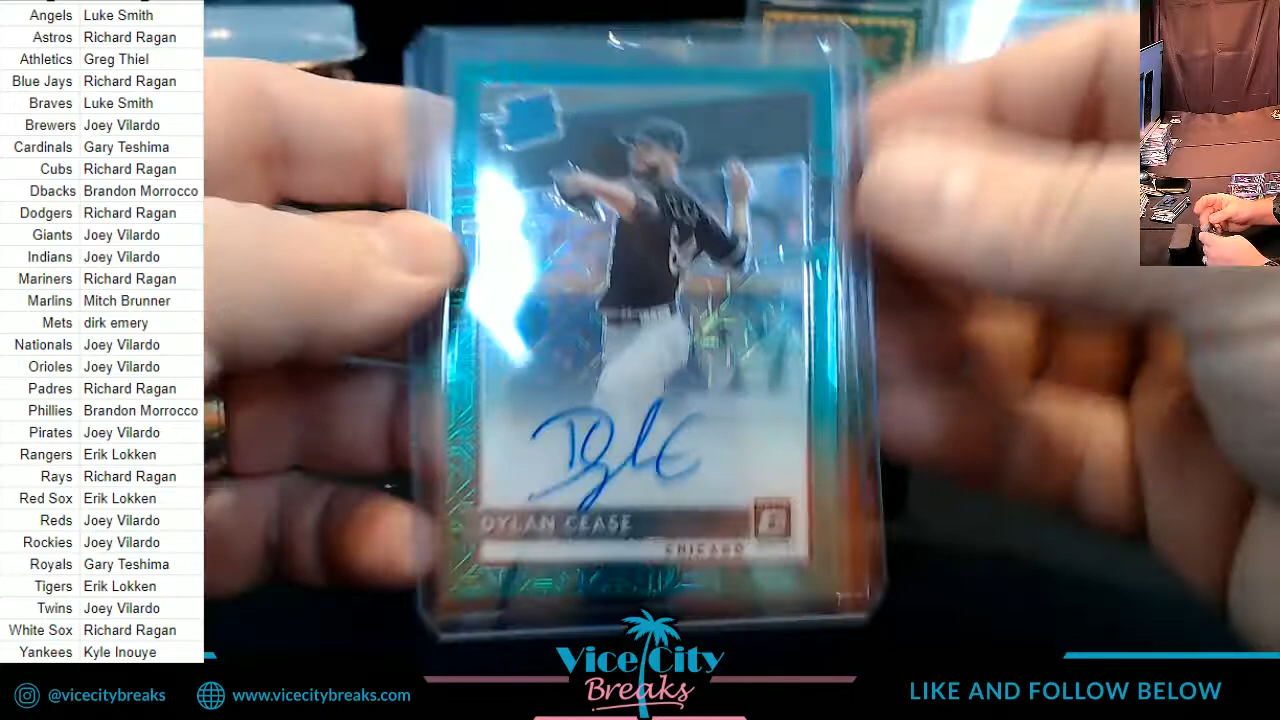 Angels Luke Smith
Astros Richard Ragan
Athletics Greg Thiel
Blue Jays Richard Ragan
Braves Luke Smith
Brewers Joey Vilardo
Cardinals Gary Teshima
Cubs Richard Ragan
Dbacks Brandon Morrocco
Dodgers Richard Ragan
Giants Joey Vilardo
Indians Joey Vilardo
Mariners Richard Ragan
Marlins Mitch Brunner
Mets dirk emery
Nationals Joey Vilardo
Orioles Joey Vilardo
Padres Richard Ragan
Phillies Brandon Morrocco
Pirates Joey Vilardo
Rangers Erik Lokken
Rays Richard Ragan
Red Sox Erik Lokken
Reds Joey Vilardo
Rockies Joey Vilardo
Royals Gary Teshima
Tigers Erik Lokken
Twins Joey Vilardo
White Sox Richard Ragan
Yankees Kyle Inouye
DYLAN CEASE
CHICAGO
@vicecitybreaks
www.vicecitybreaks.com
Vice City
Breaks
LIKE AND FOLLOW BELOW